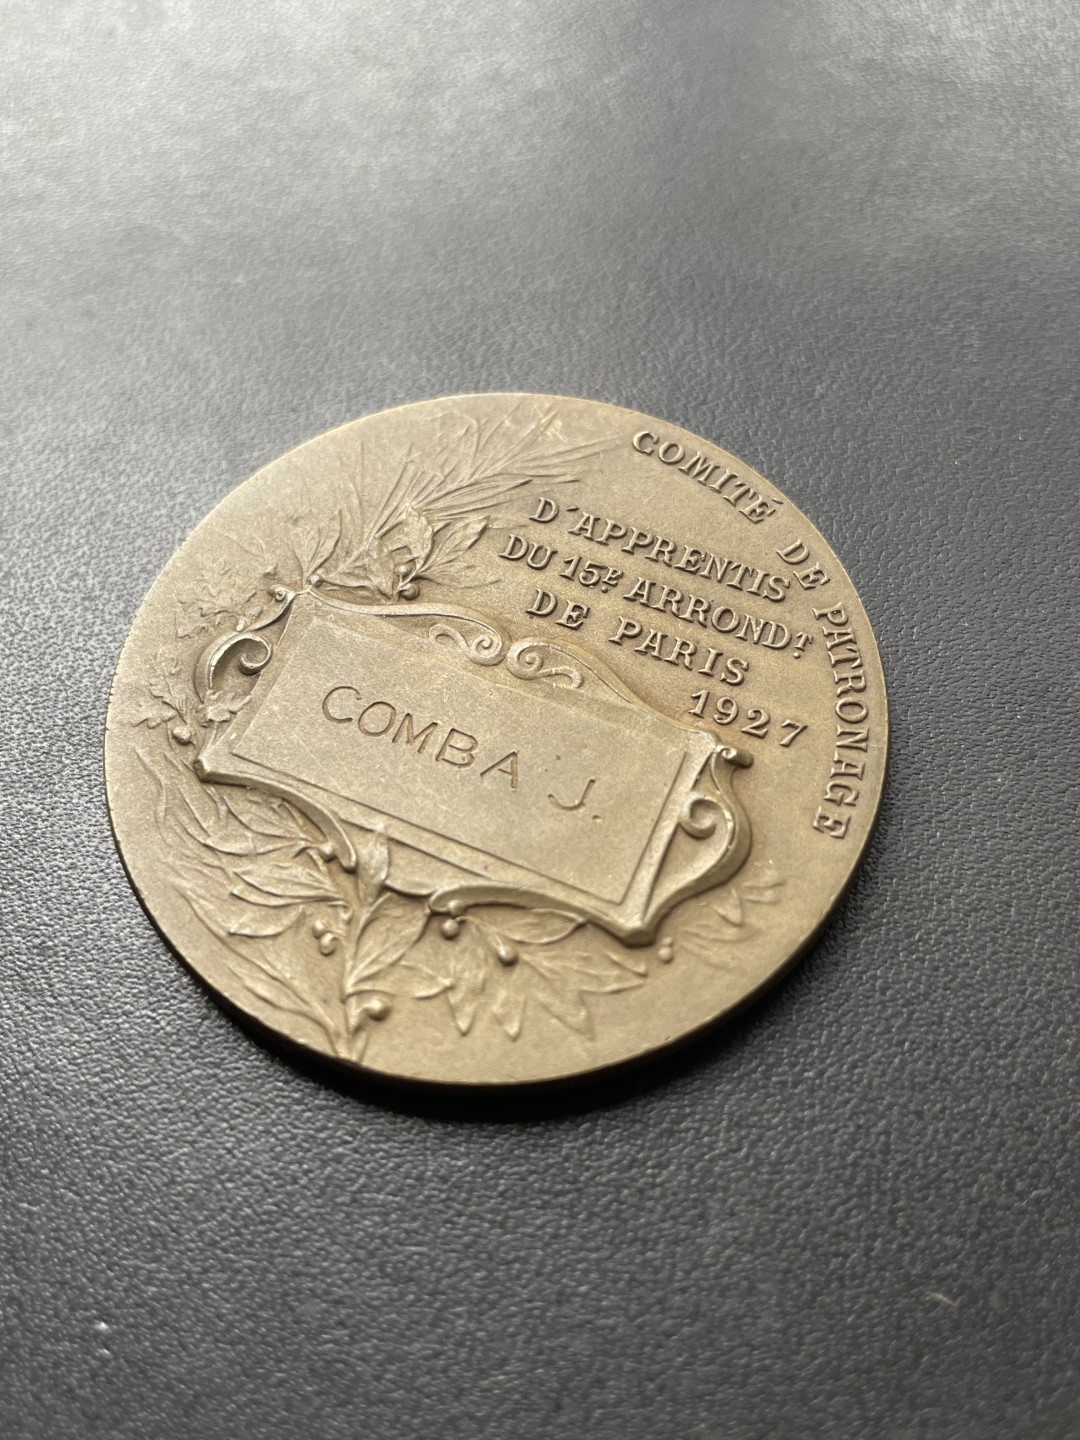 COMITÉ DE PATRONAGE
D'APPRENTIS
DU 15E ARRONDT
DE PARIS
1927
COMBA J.